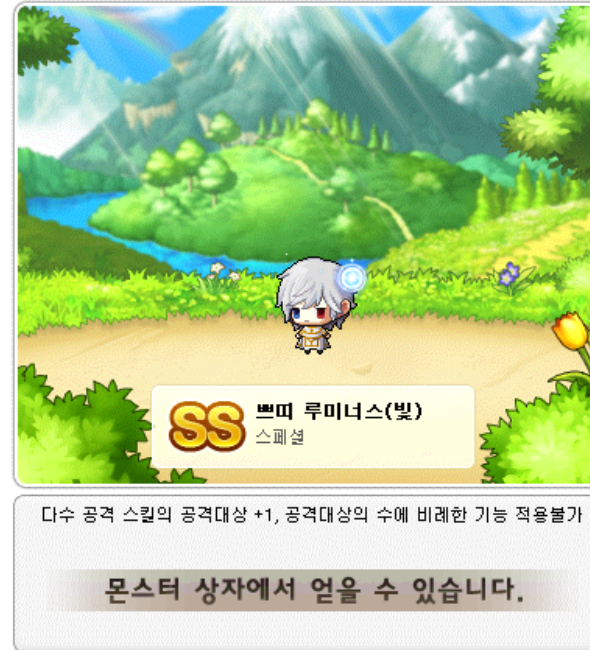 SS
쁘띠 루미너스(빛)
스페셜
다수 공격 스킬의 공격대상 +1, 공격대상의 수에 비례한 기능 적용불가
몬스터 상자에서 얻을 수 있습니다.